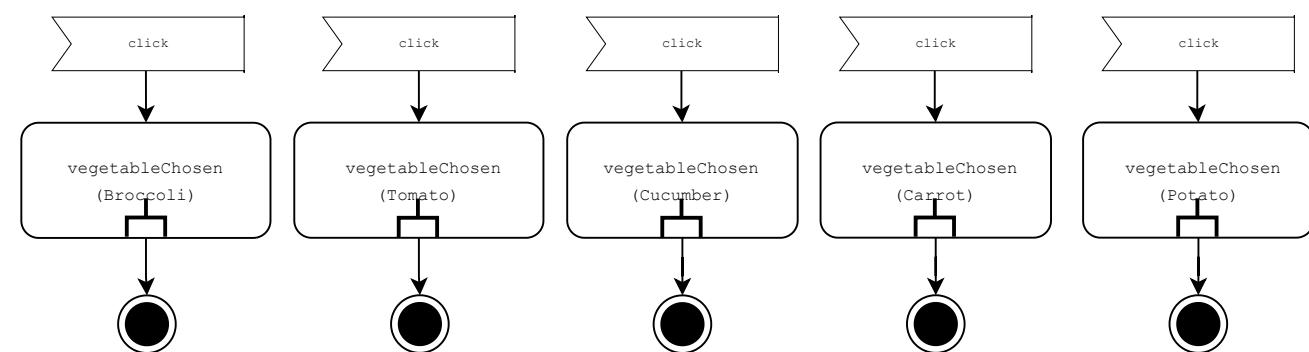 click
click
click
click
click
vegetableChosen
(Broccoli)
vegetableChosen
(Tomato)
vegetableChosen
(Cucumber)
vegetableChosen
(Carrot)
vegetableChosen
(Potato)